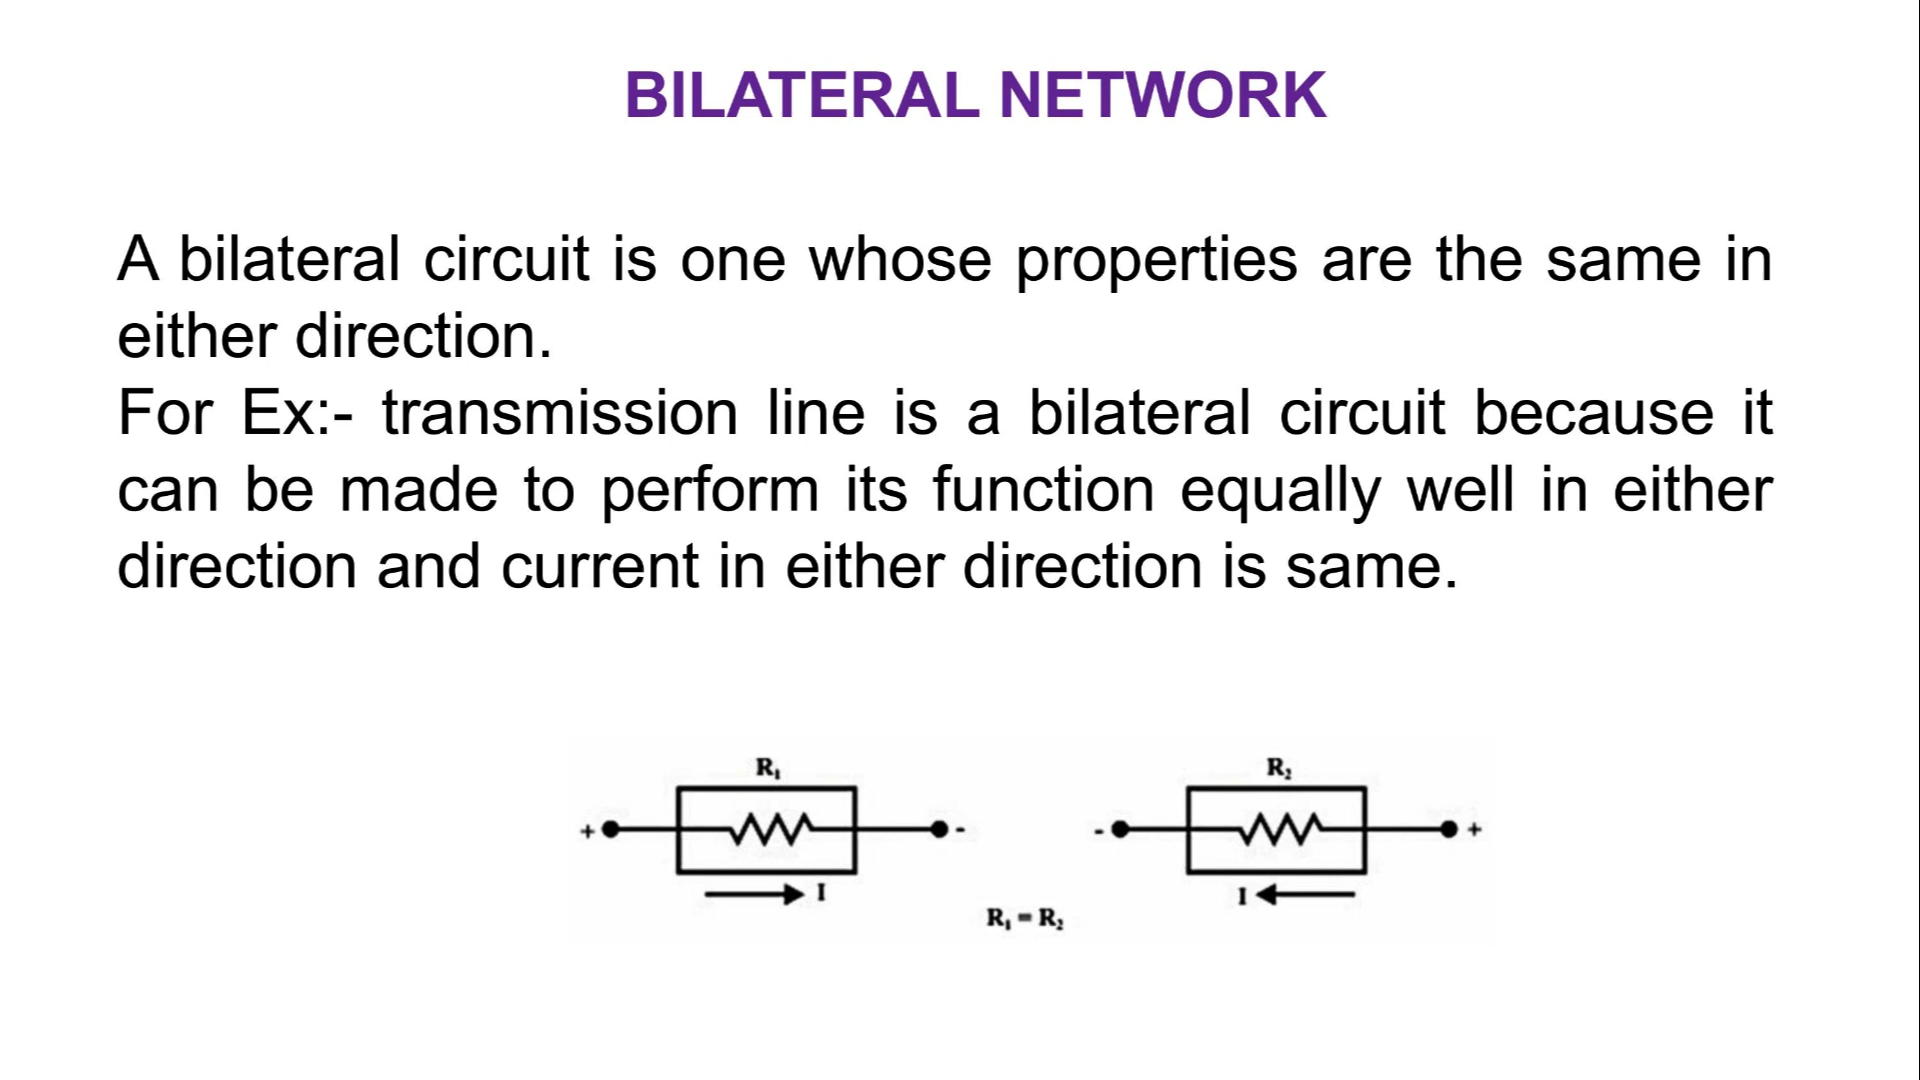 BILATERAL NETWORK
A bilateral circuit is one whose properties are the same in
either direction.
For Ex:- transmission line is a bilateral circuit because it
can be made to perform its function equally well in either
direction and current in either direction is same.
R₁ R₂
+ - - +
I I
R₁ = R₂